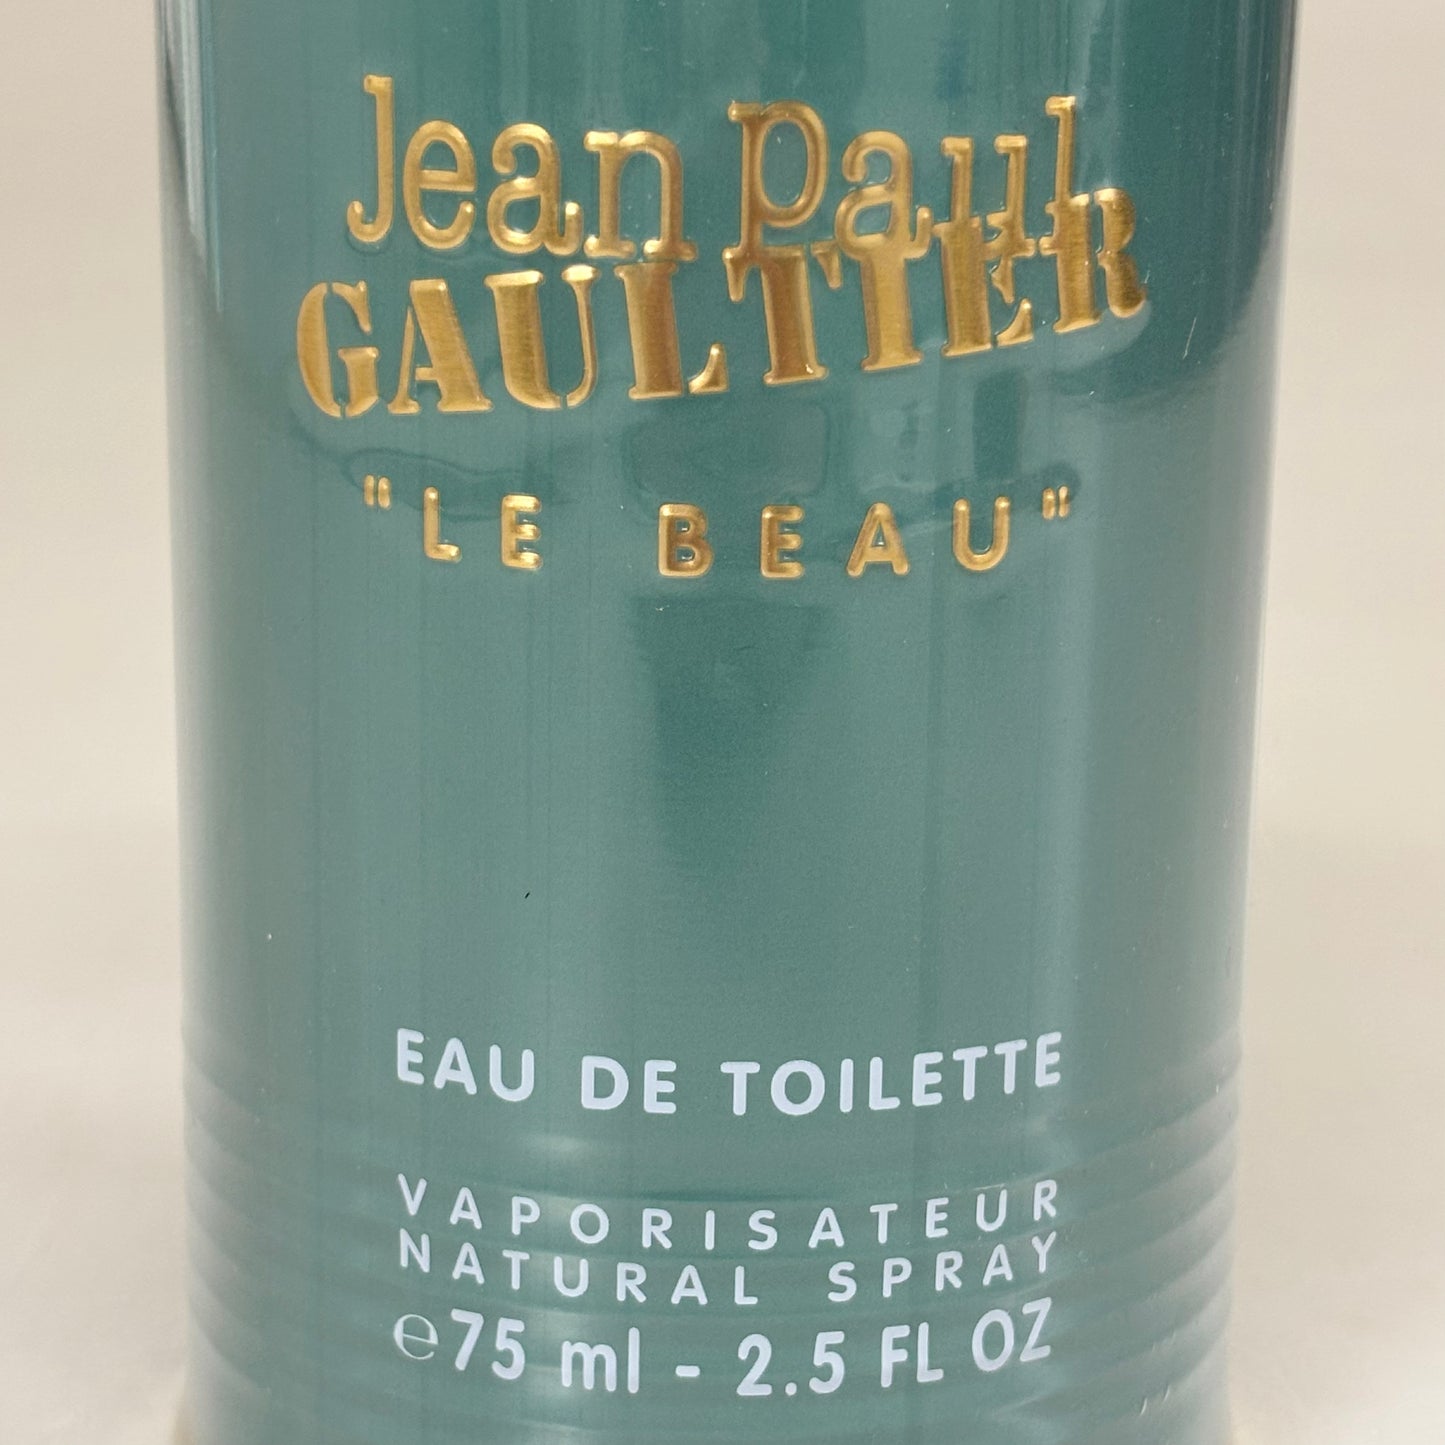 Jean Paul
GAULTIER
"LE BEAU"
EAU DE TOILETTE
VAPORISATEUR
NATURAL SPRAY
℮75 ml - 2.5 FL OZ